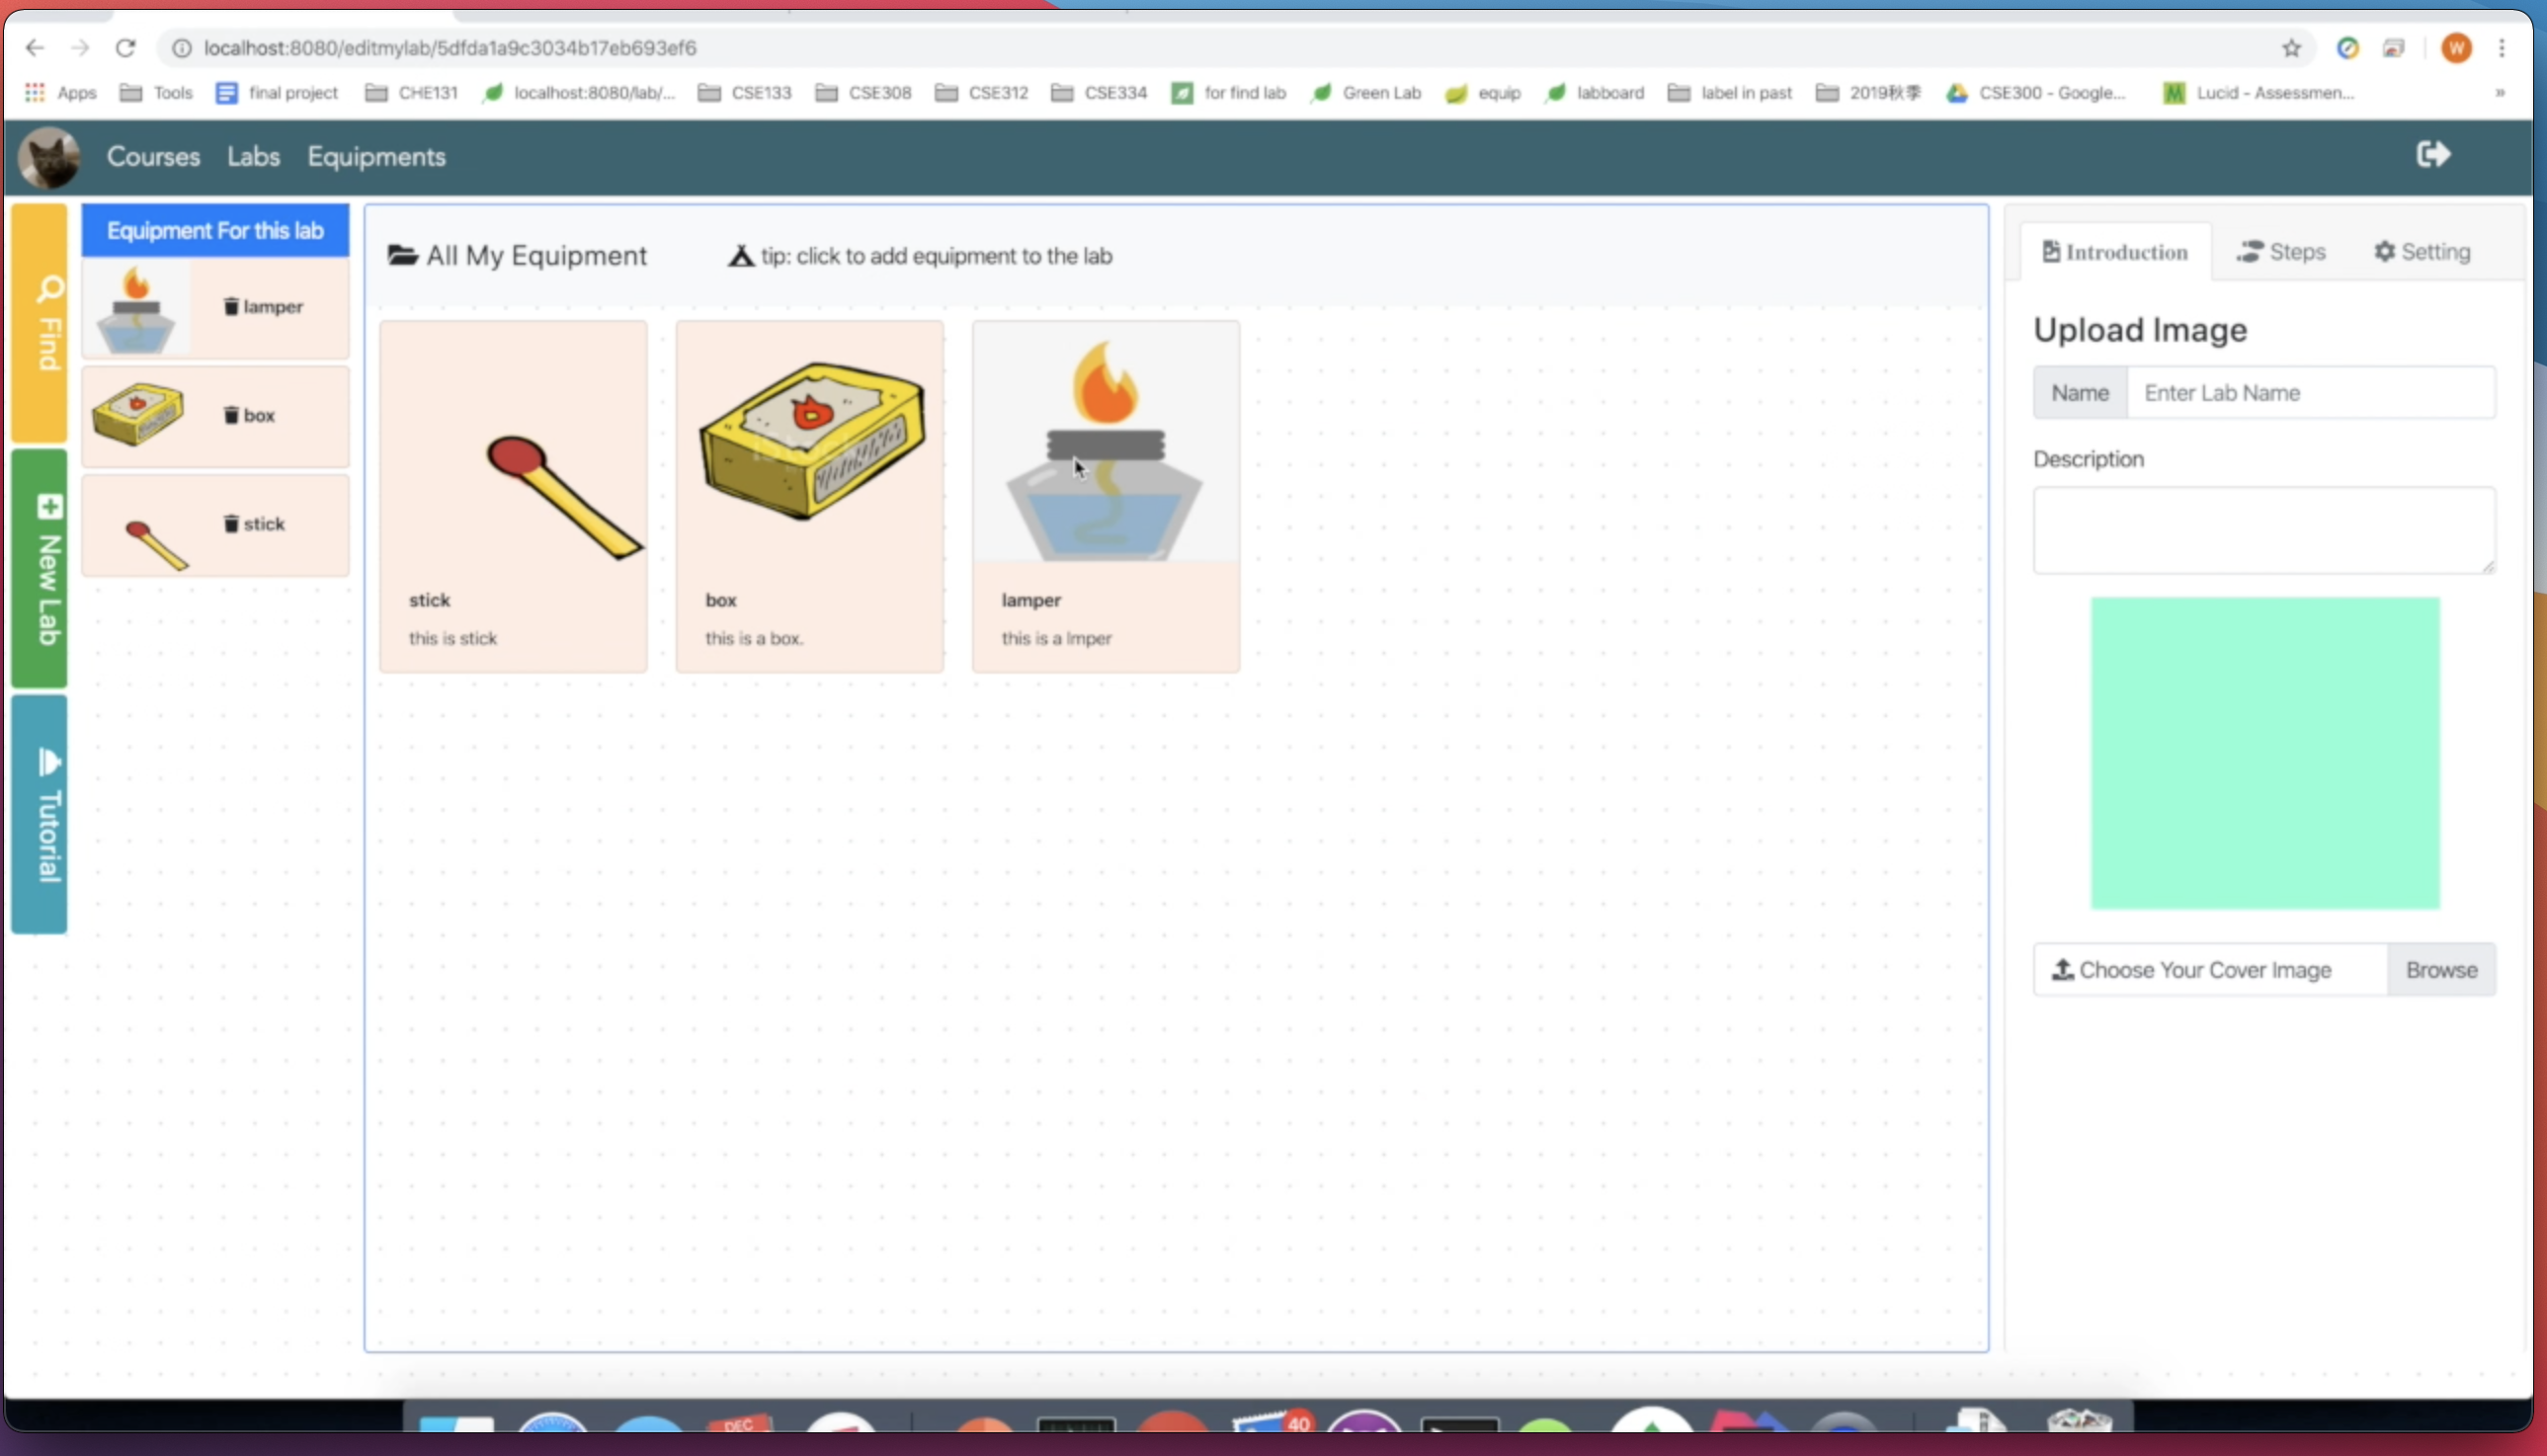 localhost:8080/editmylab/5dfda1a9c3034b17eb693ef6
W
Apps Tools final project CHE131 localhost:8080/lab/... CSE133 CSE308 CSE312 CSE334 for find lab Green Lab equip labboard label in past 2019秋季 CSE300 - Google... Lucid - Assessmen... »
Courses Labs Equipments
Find
New Lab
Tutorial
Equipment For this lab
lamper
box
stick
All My Equipment tip: click to add equipment to the lab
stick
this is stick
box
this is a box.
lamper
this is a lmper
Introduction Steps Setting
Upload Image
Name Enter Lab Name
Description
Choose Your Cover Image Browse
DEC
40